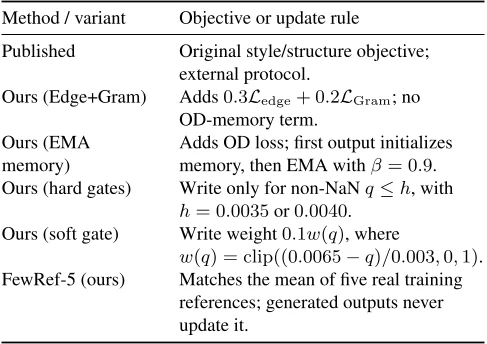 Method / variant Objective or update rule
Published Original style/structure objective;
external protocol.
Ours (Edge+Gram) Adds 0.3ℒ_edge + 0.2ℒ_Gram; no
OD-memory term.
Ours (EMA Adds OD loss; first output initializes
memory) memory, then EMA with β = 0.9.
Ours (hard gates) Write only for non-NaN q ≤ h, with
h = 0.0035 or 0.0040.
Ours (soft gate) Write weight 0.1w(q), where
w(q) = clip((0.0065 − q)/0.003, 0, 1).
FewRef-5 (ours) Matches the mean of five real training
references; generated outputs never
update it.